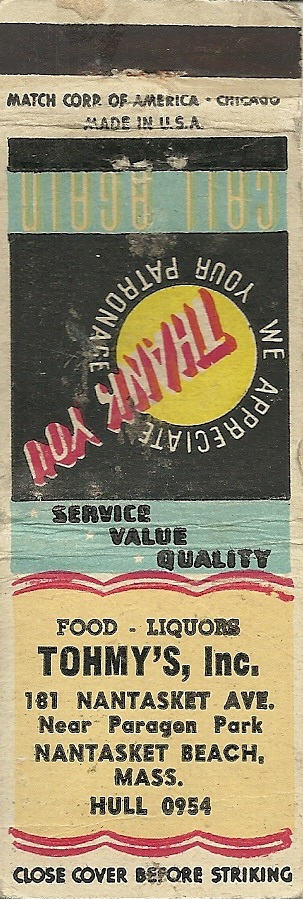 MATCH CORP. OF AMERICA • CHICAGO
MADE IN U.S.A.
CALL AGAIN
WE APPRECIATE
YOUR PATRONAGE
THANK YOU
SERVICE
VALUE
QUALITY
FOOD - LIQUORS
TOHMY'S, Inc.
181 NANTASKET AVE.
Near Paragon Park
NANTASKET BEACH,
MASS.
HULL 0954
CLOSE COVER BEFORE STRIKING